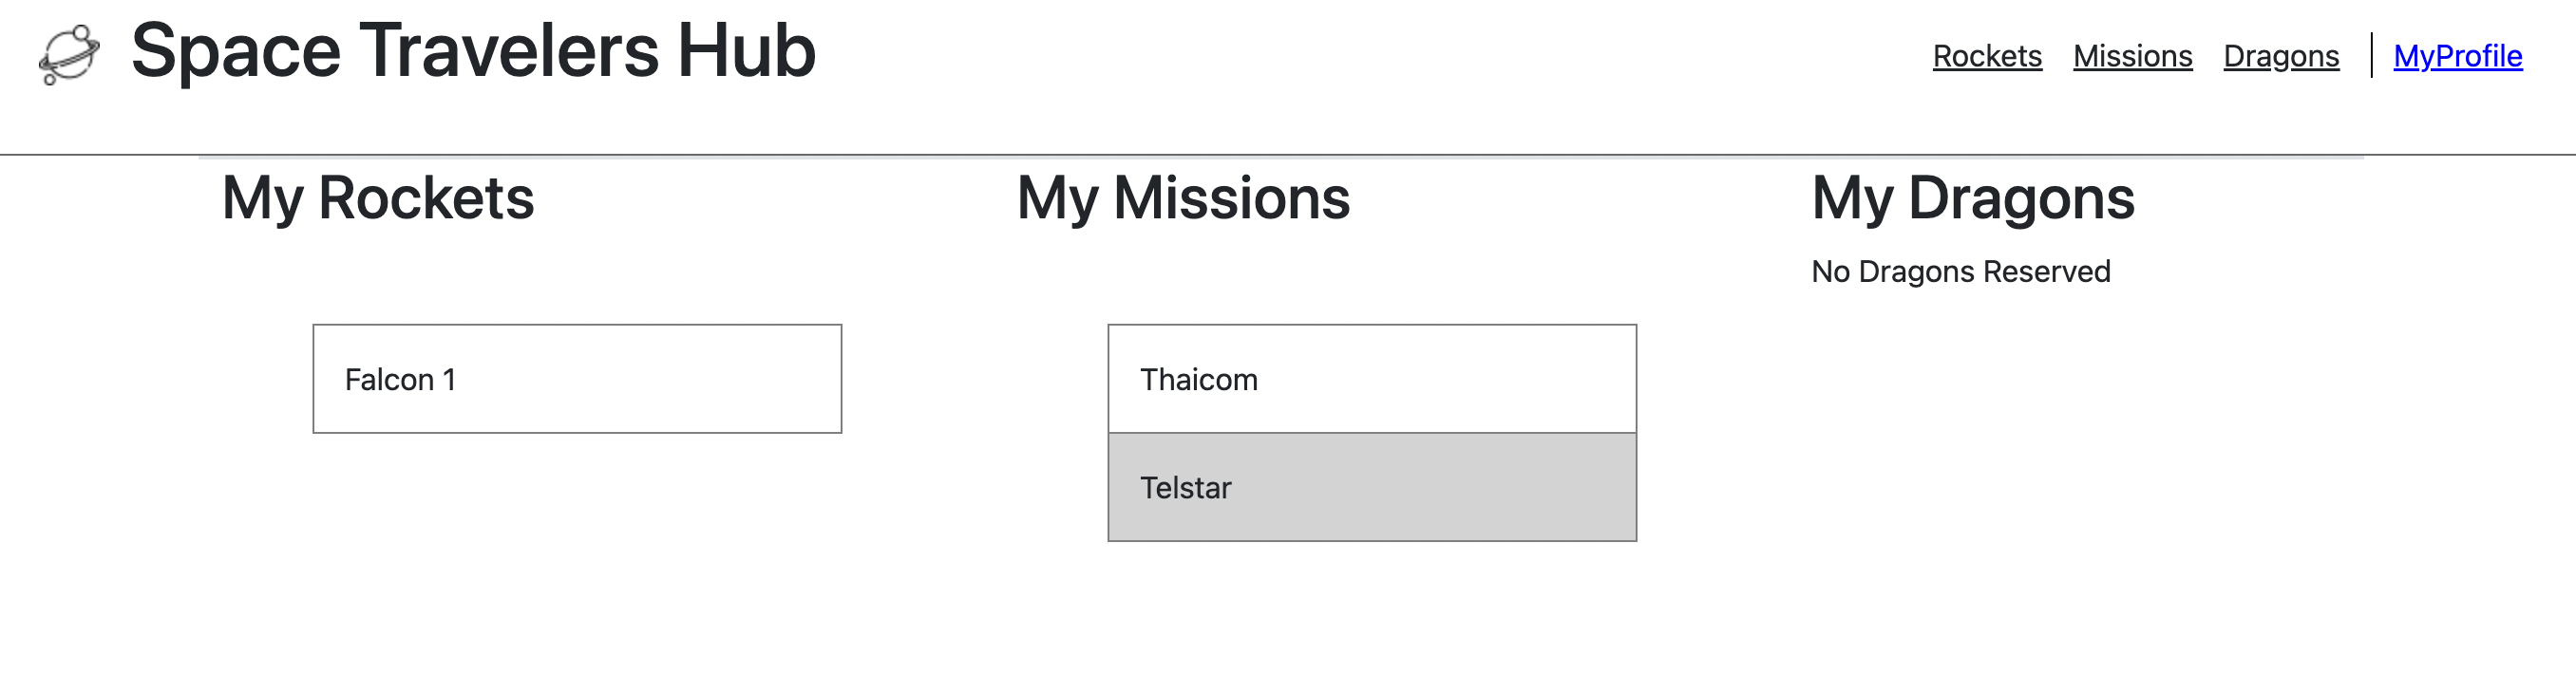 Space Travelers Hub
Rockets Missions Dragons MyProfile
My Rockets
Falcon 1
My Missions
Thaicom
Telstar
My Dragons
No Dragons Reserved